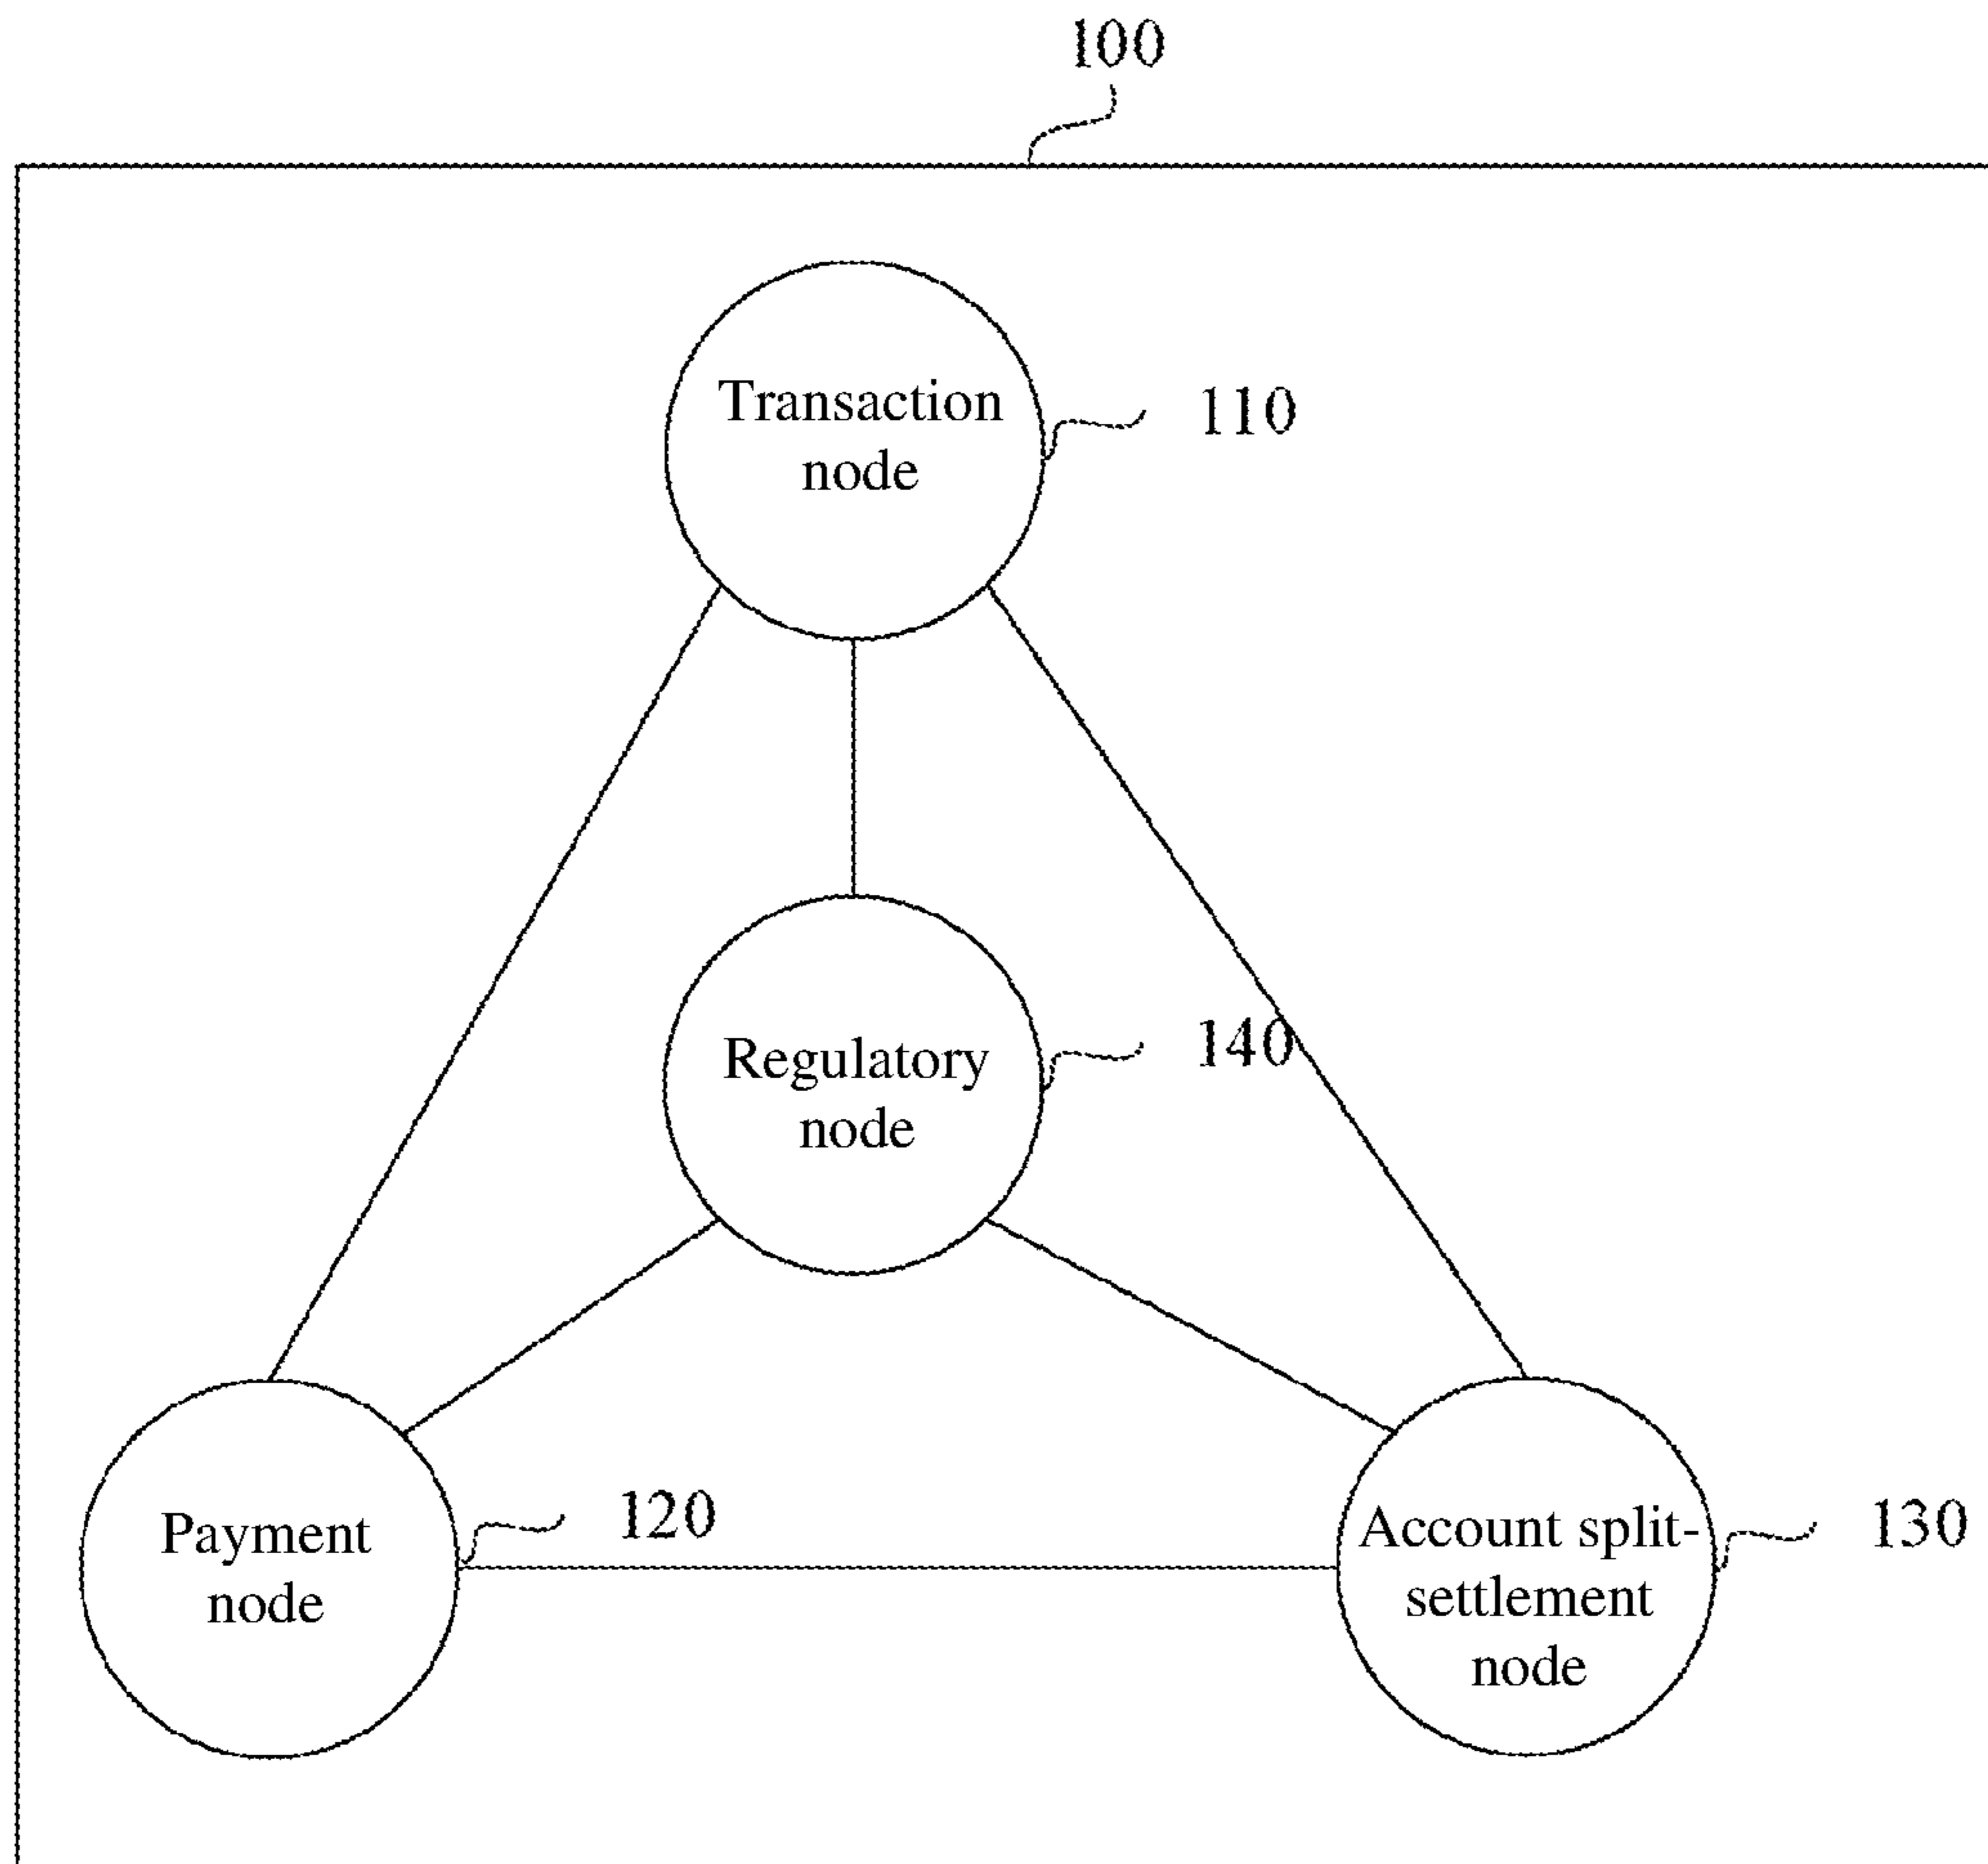 100
Transaction
node
110
Regulatory
node
140
Payment
node
120
Account split-
settlement
node
130